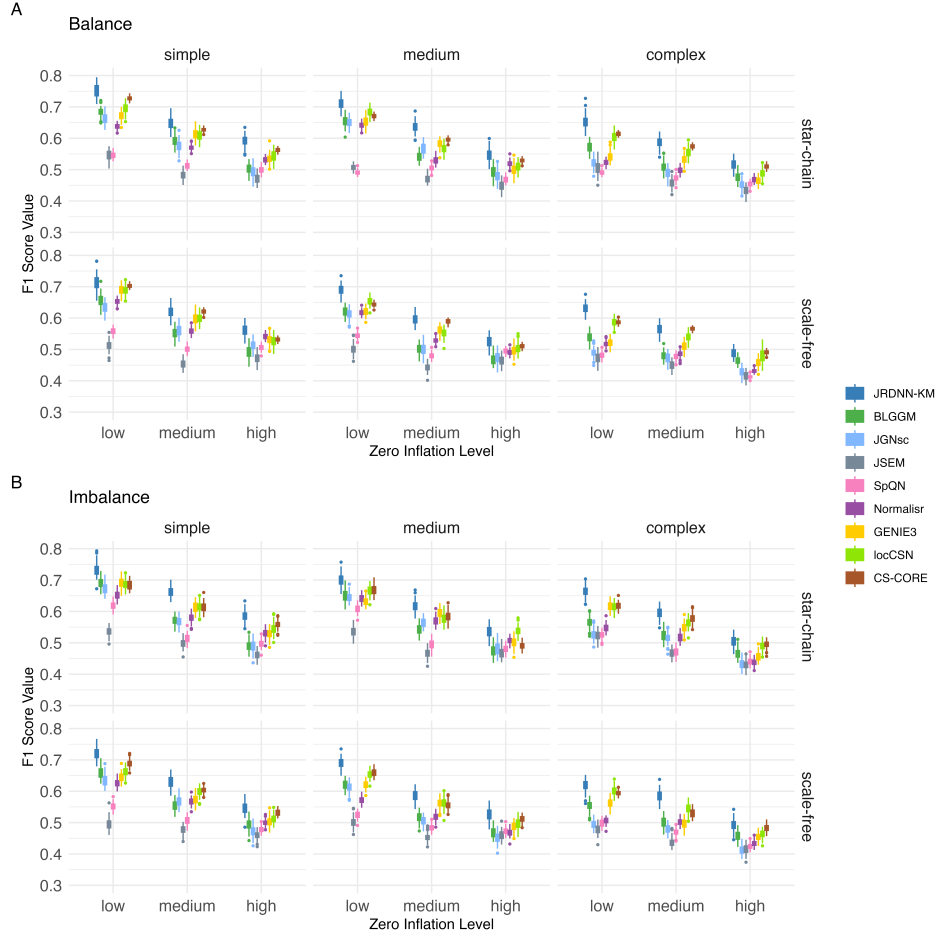 A
Balance
simple medium complex
0.8
0.7
0.6
0.5
0.4
0.3
star-chain
0.8
0.7
0.6
0.5
0.4
0.3
scale-free
F1 Score Value
low medium high low medium high low medium high
Zero Inflation Level
B
Imbalance
simple medium complex
0.8
0.7
0.6
0.5
0.4
0.3
star-chain
0.8
0.7
0.6
0.5
0.4
0.3
scale-free
F1 Score Value
low medium high low medium high low medium high
Zero Inflation Level
JRDNN-KM
BLGGM
JGNsc
JSEM
SpQN
Normalisr
GENIE3
locCSN
CS-CORE